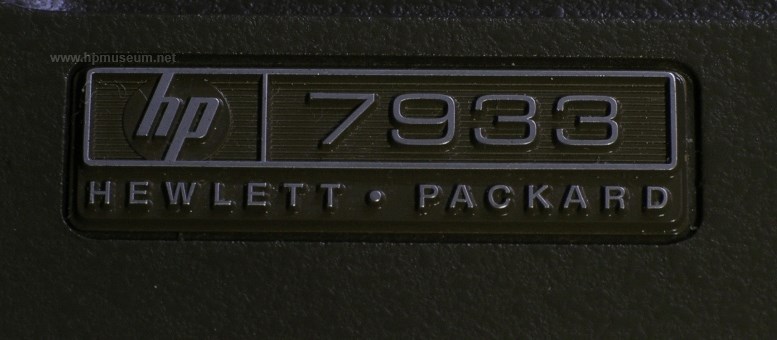 www.hpmuseum.net
hp 7933
HEWLETT • PACKARD